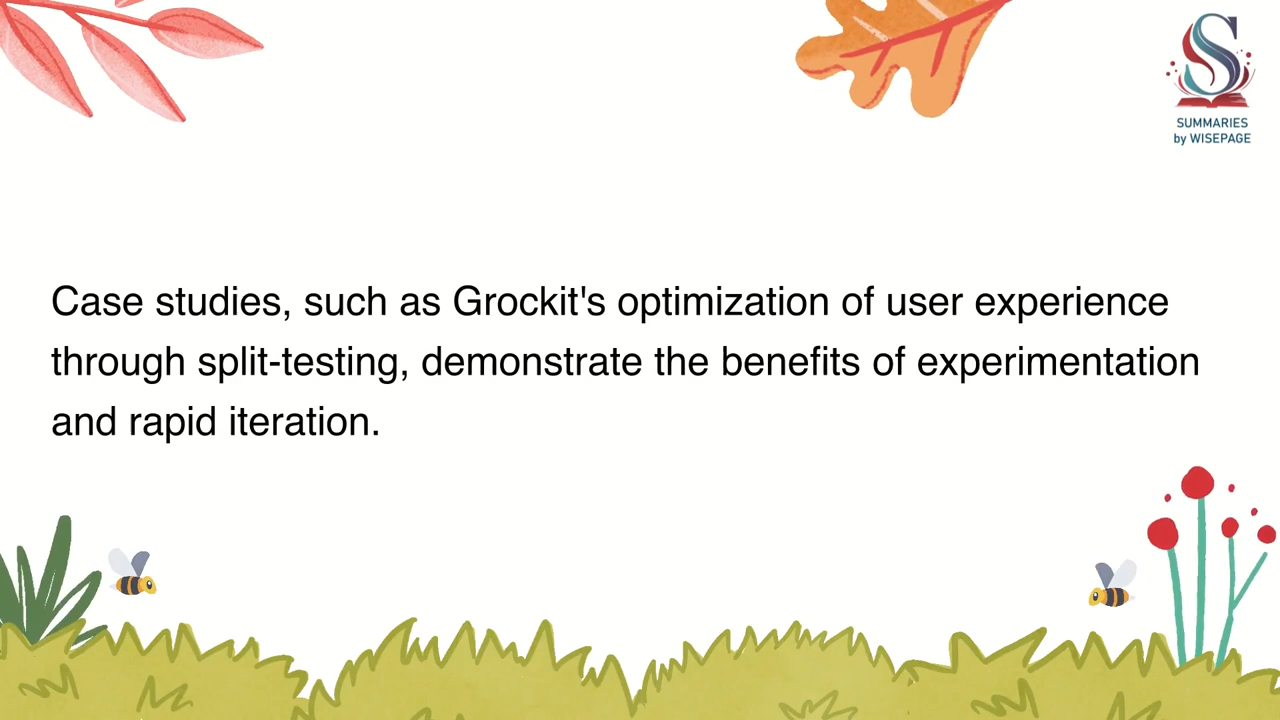 SUMMARIES
by WISEPAGE
Case studies, such as Grockit's optimization of user experience
through split-testing, demonstrate the benefits of experimentation
and rapid iteration.